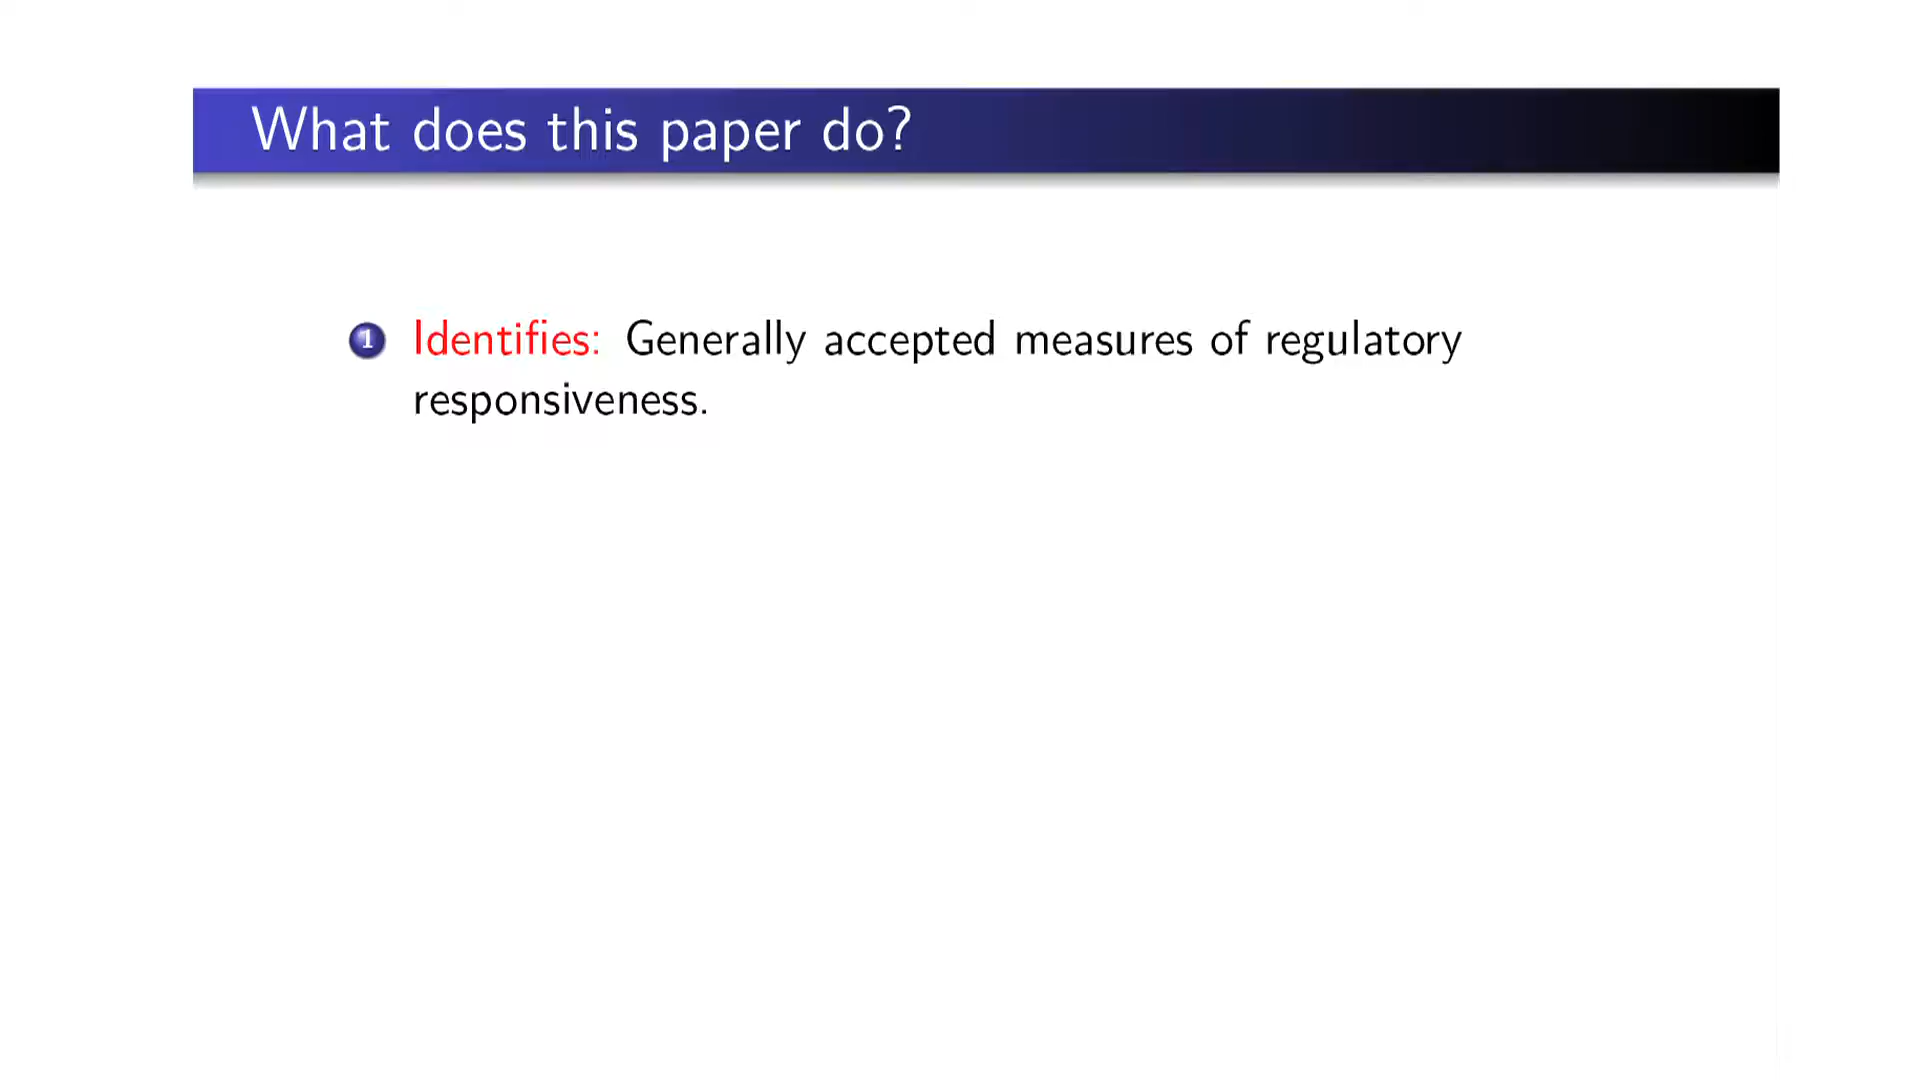 What does this paper do?
1 Identifies: Generally accepted measures of regulatory
responsiveness.